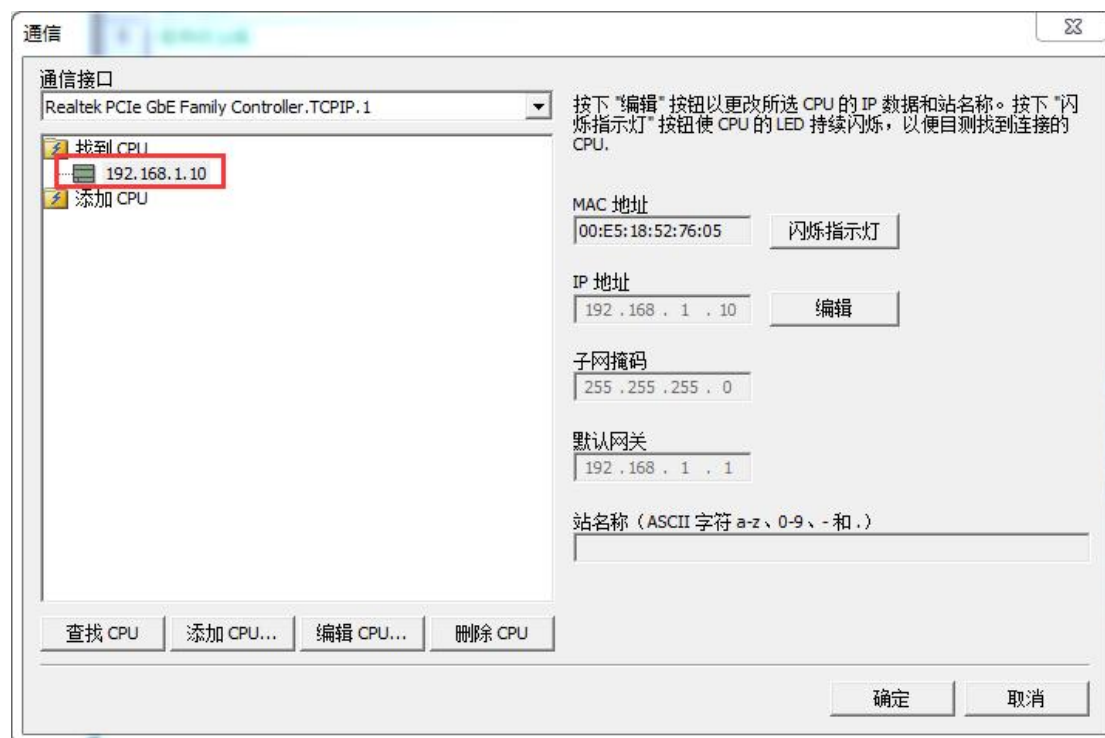 通信
通信接口
Realtek PCIe GbE Family Controller.TCPIP.1
找到 CPU
192.168.1.10
添加 CPU
查找 CPU
添加 CPU...
编辑 CPU...
删除 CPU
按下 "编辑" 按钮以更改所选 CPU 的 IP 数据和站名称。按下 "闪
烁指示灯" 按钮使 CPU 的 LED 持续闪烁，以便目测找到连接的
CPU.
MAC 地址
00:E5:18:52:76:05
闪烁指示灯
IP 地址
192 .168 . 1 . 10
编辑
子网掩码
255 .255 .255 . 0
默认网关
192 .168 . 1 . 1
站名称（ASCII 字符 a-z、0-9、- 和 .）
确定
取消